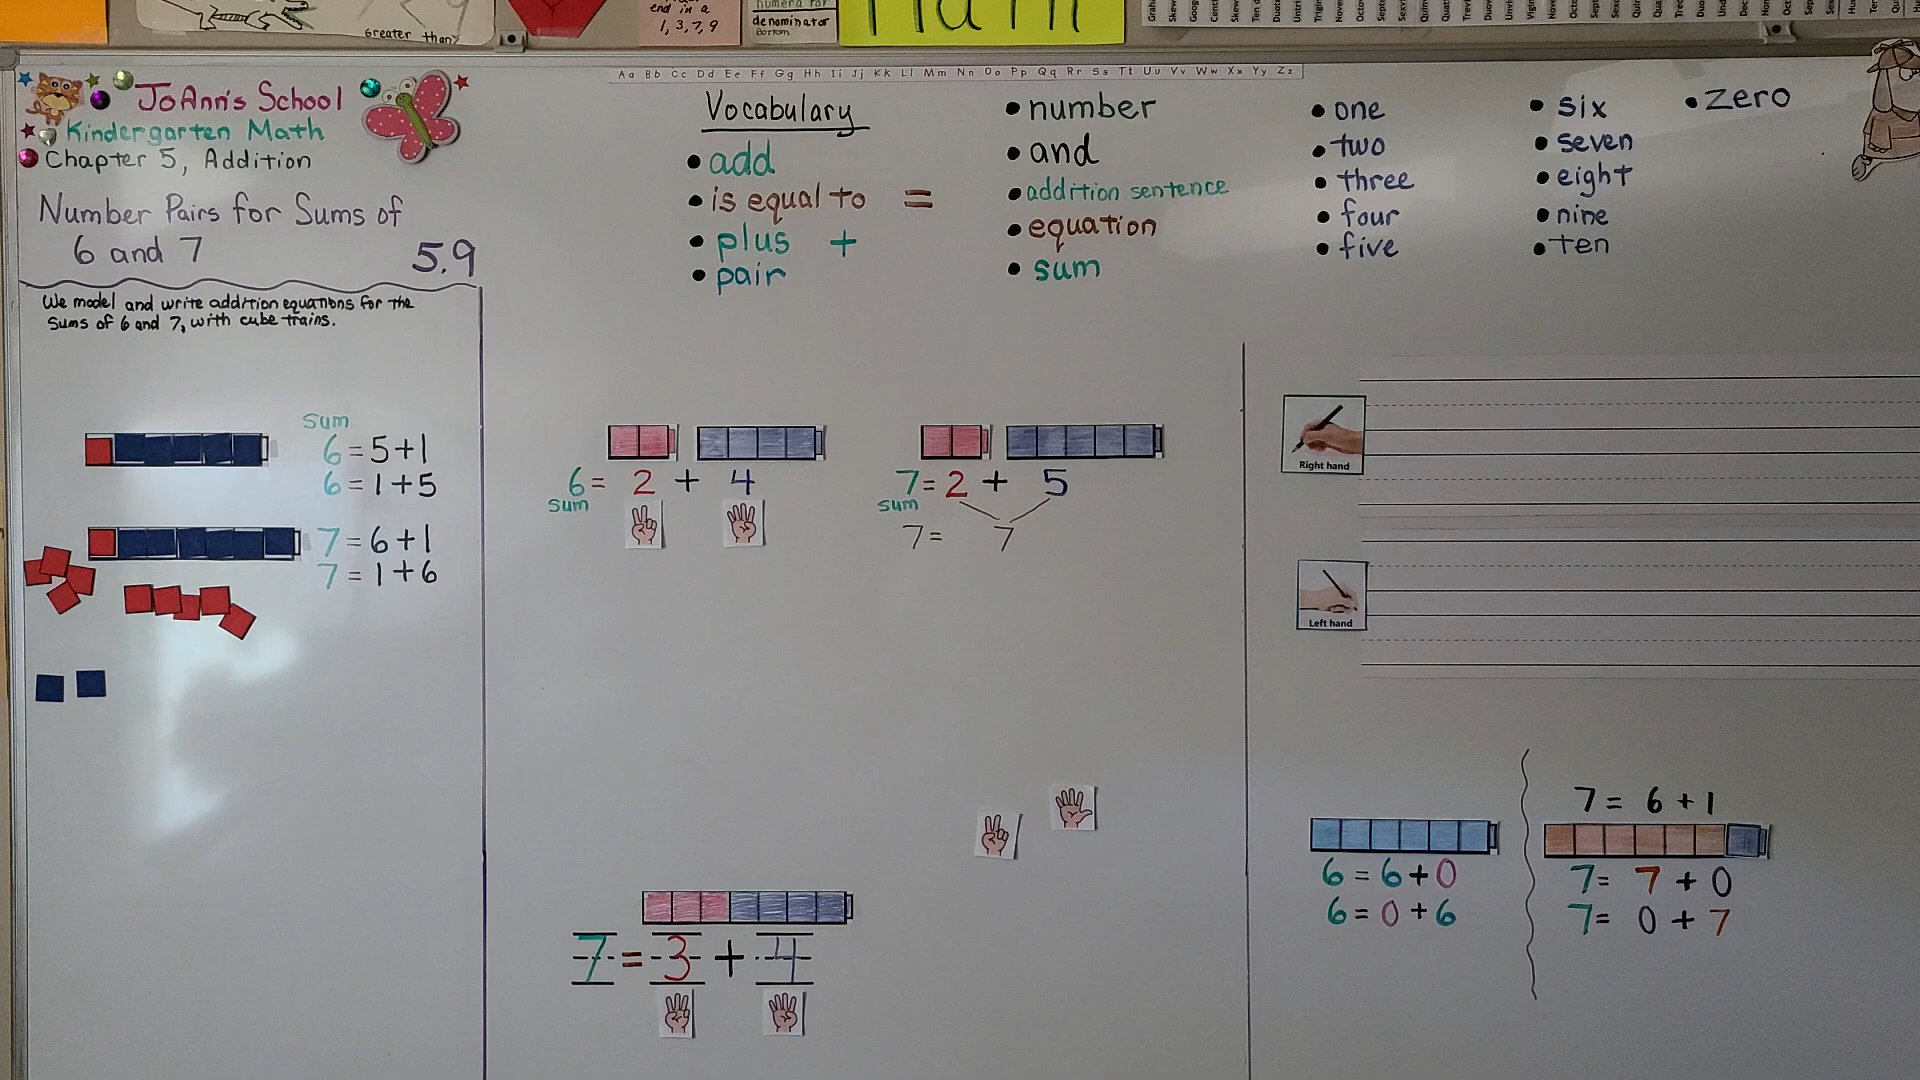 7 < 9
Greater than>
end in a
1, 3, 7, 9
numerator
denominator
Bottom
Math
Aa Bb Cc Dd Ee Ff Gg Hh Ii Jj Kk Ll Mm Nn Oo Pp Qq Rr Ss Tt Uu Vv Ww Xx Yy Zz
JoAnn's School
Kindergarten Math
Chapter 5, Addition
Number Pairs for Sums of
6 and 7
5.9
We model and write addition equations for the
sums of 6 and 7, with cube trains.
sum
6 = 5+1
6 = 1+5
7 = 6+1
7 = 1+6
Vocabulary
• add
• is equal to =
• plus +
• pair
• number
• and
• addition sentence
• equation
• sum
• one
• two
• three
• four
• five
• six
• seven
• eight
• nine
• ten
• zero
6 = 2 + 4
sum
7 = 2 + 5
sum
7 = 7
7 = 3 + 4
Right hand
Left hand
6 = 6+0
6 = 0+6
7 = 6+1
7 = 7+0
7 = 0+7